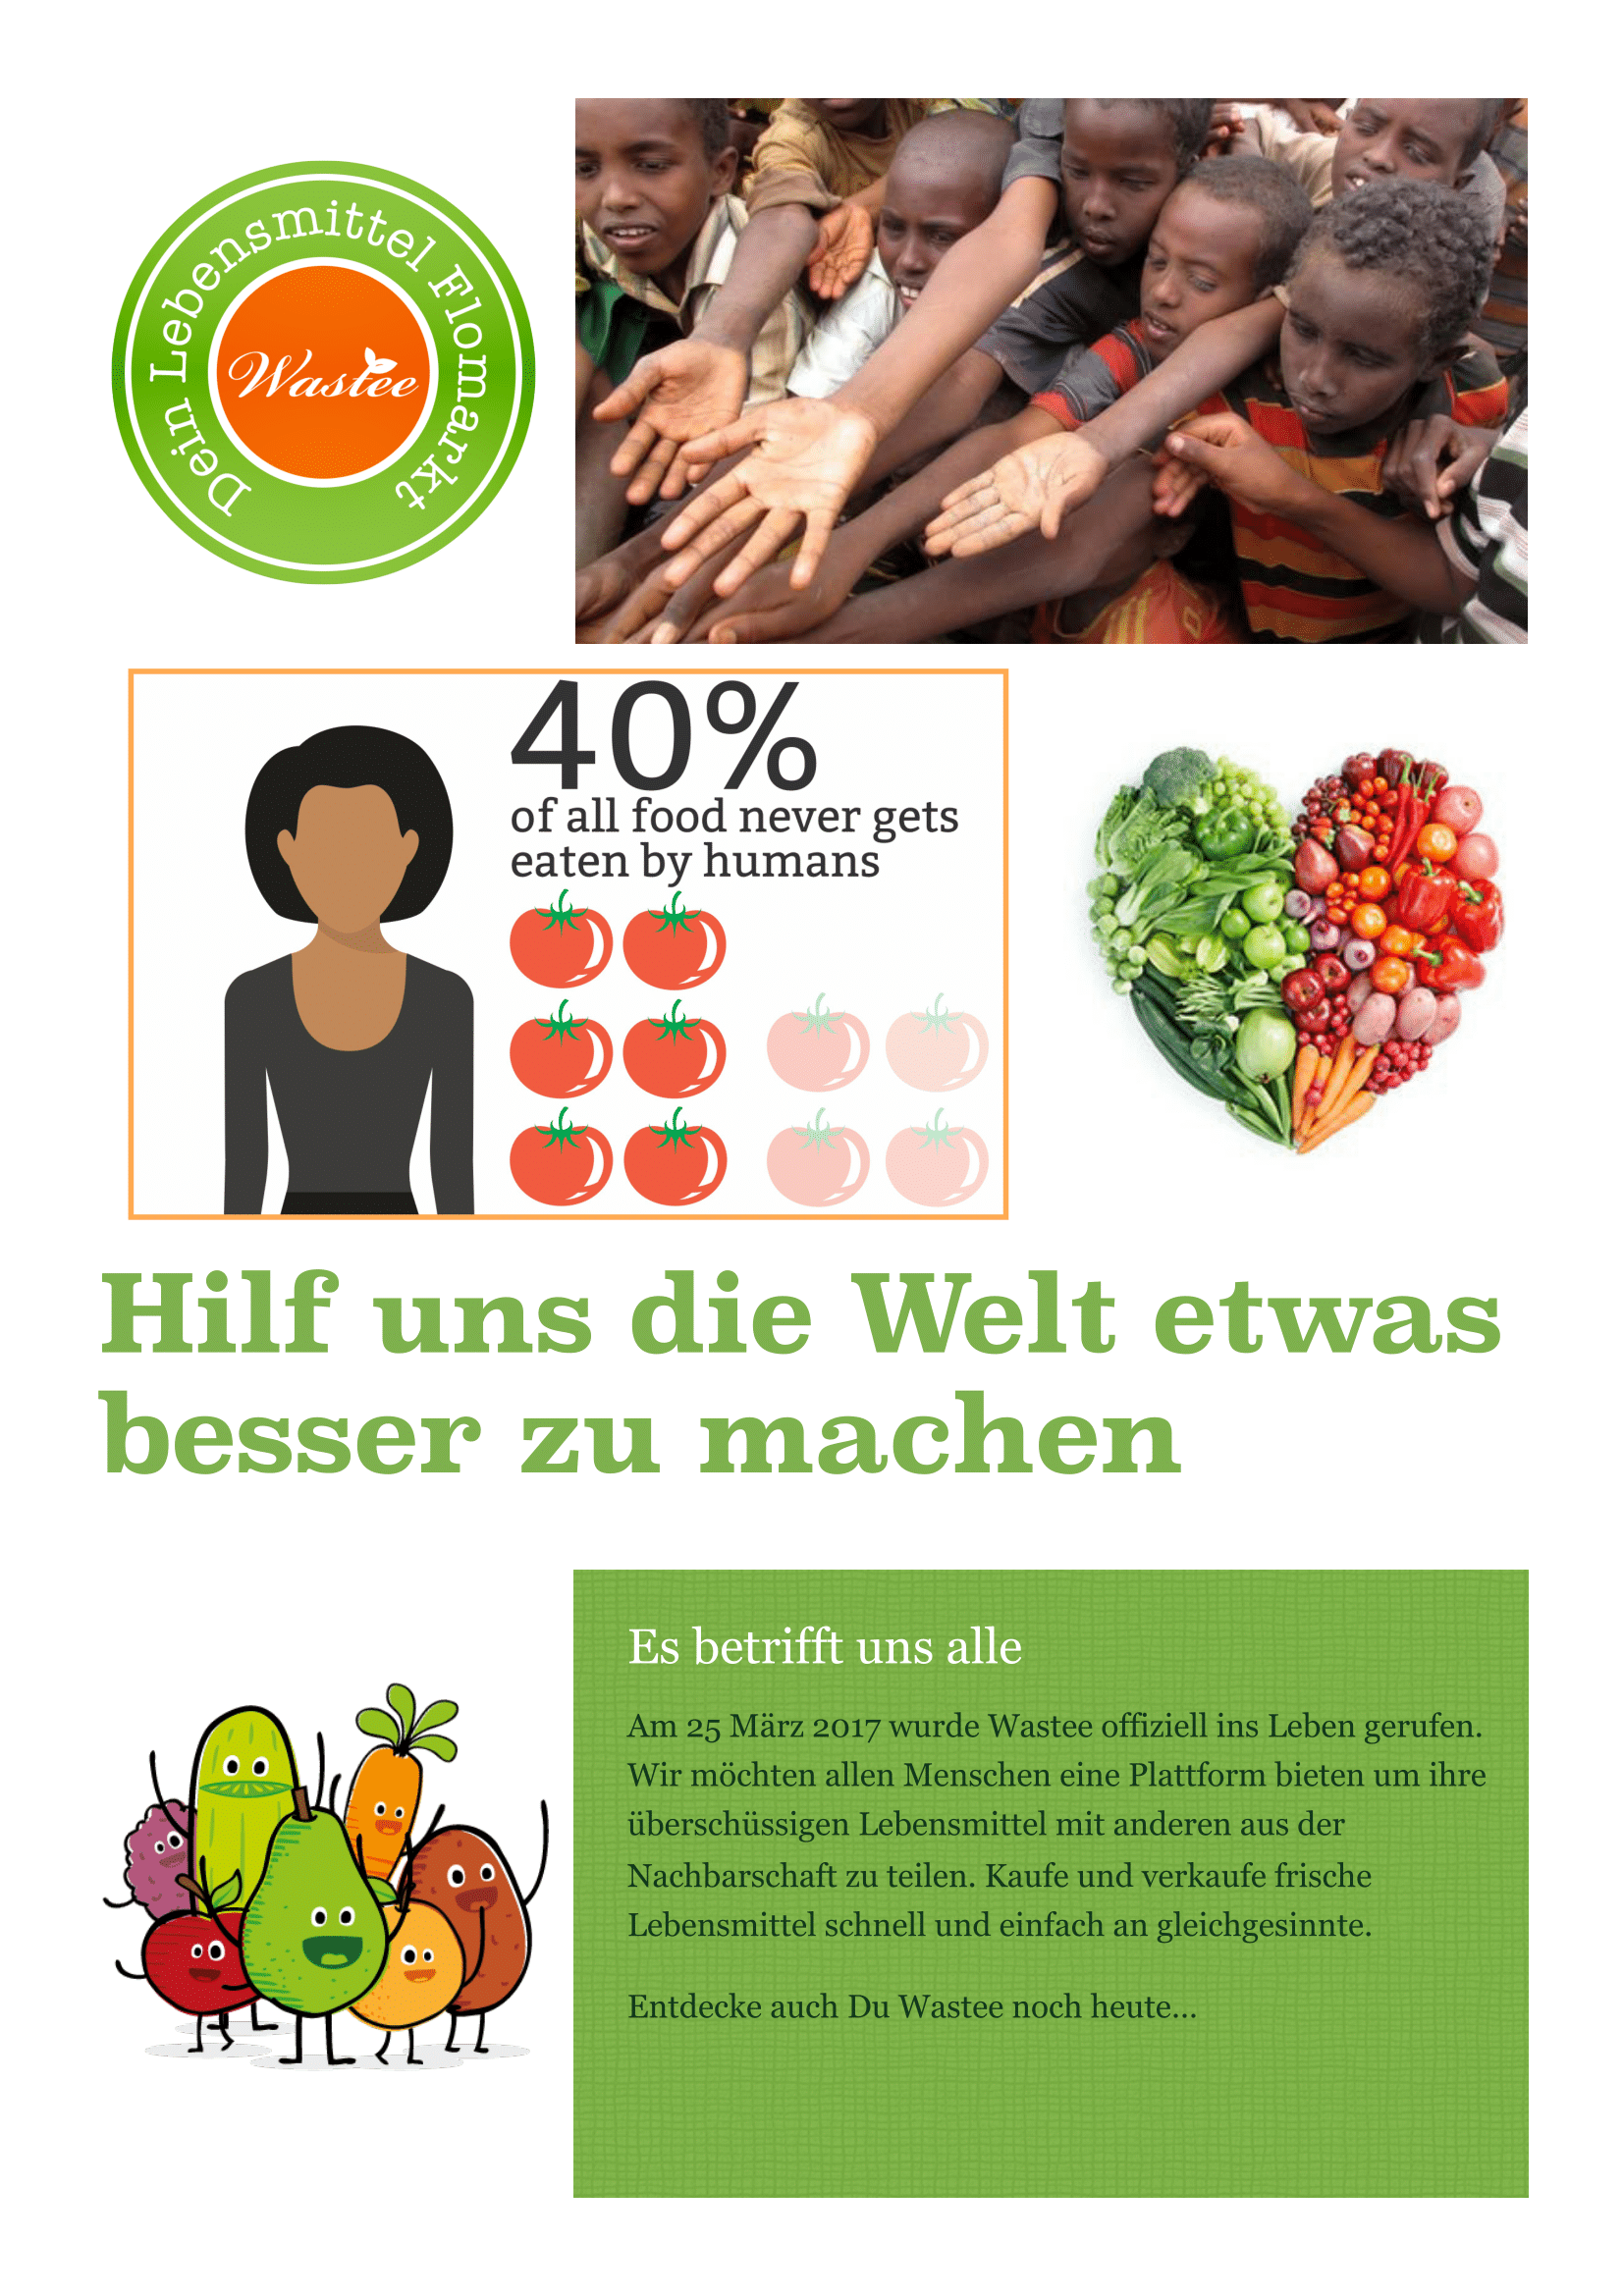 Dein Lebensmittel Flomarkt
Wastee
40%
of all food never gets
eaten by humans
Hilf uns die Welt etwas
besser zu machen
Es betrifft uns alle
Am 25 März 2017 wurde Wastee offiziell ins Leben gerufen.
Wir möchten allen Menschen eine Plattform bieten um ihre
überschüssigen Lebensmittel mit anderen aus der
Nachbarschaft zu teilen. Kaufe und verkaufe frische
Lebensmittel schnell und einfach an gleichgesinnte.
Entdecke auch Du Wastee noch heute...